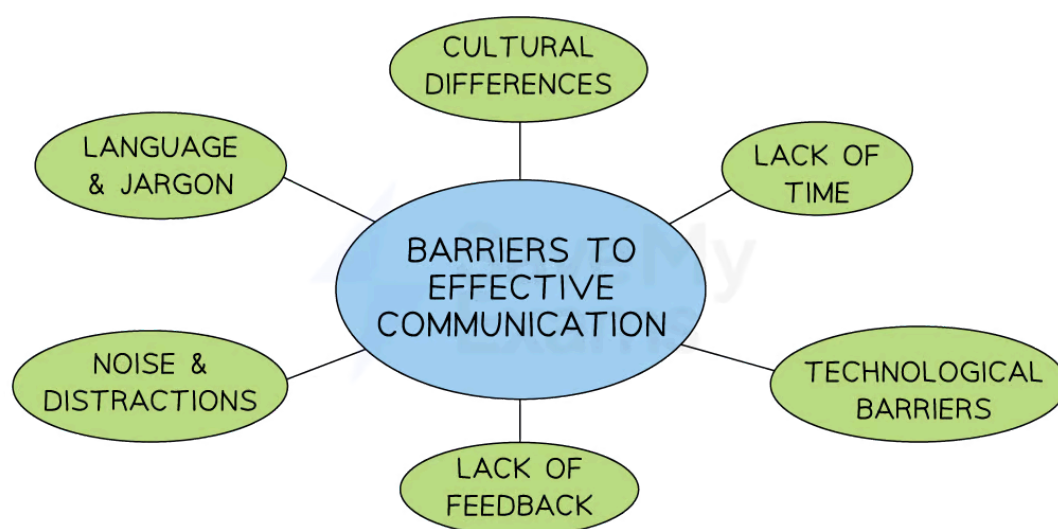 CULTURAL
DIFFERENCES
LANGUAGE
& JARGON
LACK OF
TIME
BARRIERS TO
EFFECTIVE
COMMUNICATION
NOISE &
DISTRACTIONS
TECHNOLOGICAL
BARRIERS
LACK OF
FEEDBACK